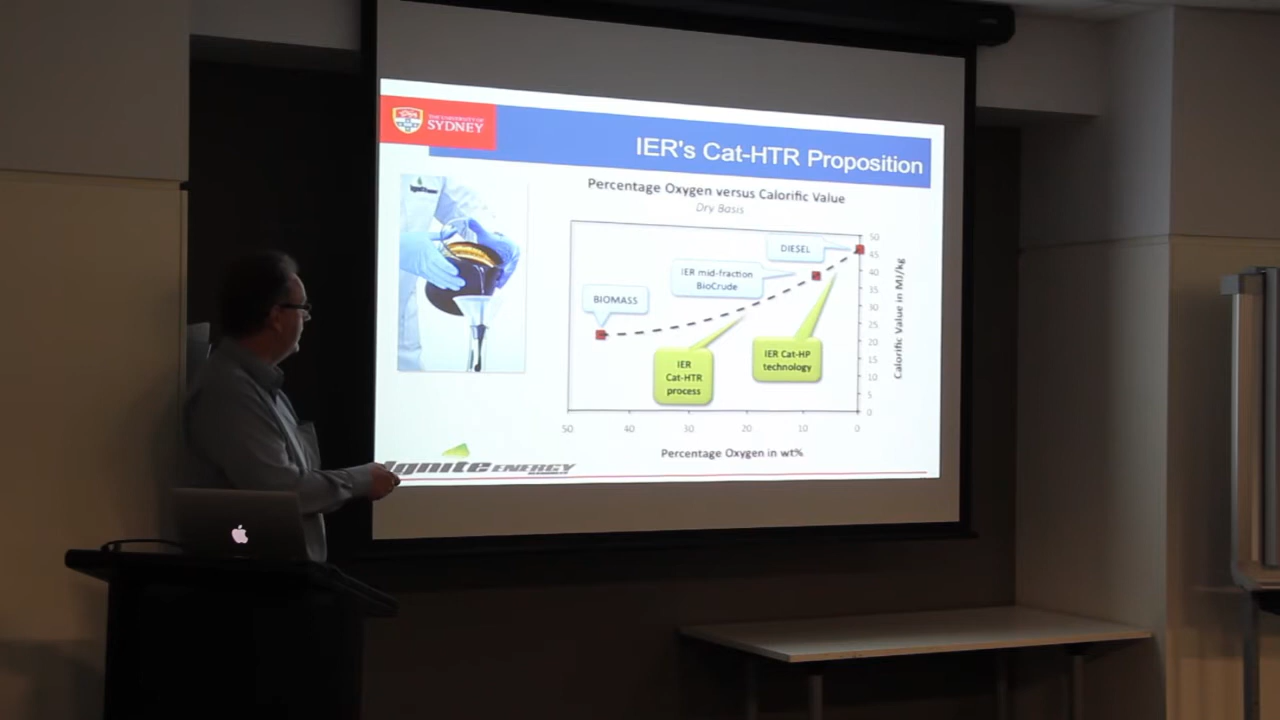 THE UNIVERSITY OF
SYDNEY
IER's Cat-HTR Proposition
Percentage Oxygen versus Calorific Value
Dry Basis
DIESEL
IER mid-fraction
BioCrude
BIOMASS
IER
Cat-HTR
process
IER Cat-HP
technology
50
45
40
35
30
25
20
15
10
5
0
Calorific Value in MJ/kg
50 40 30 20 10 0
Percentage Oxygen in wt%
Ignite ENERGY